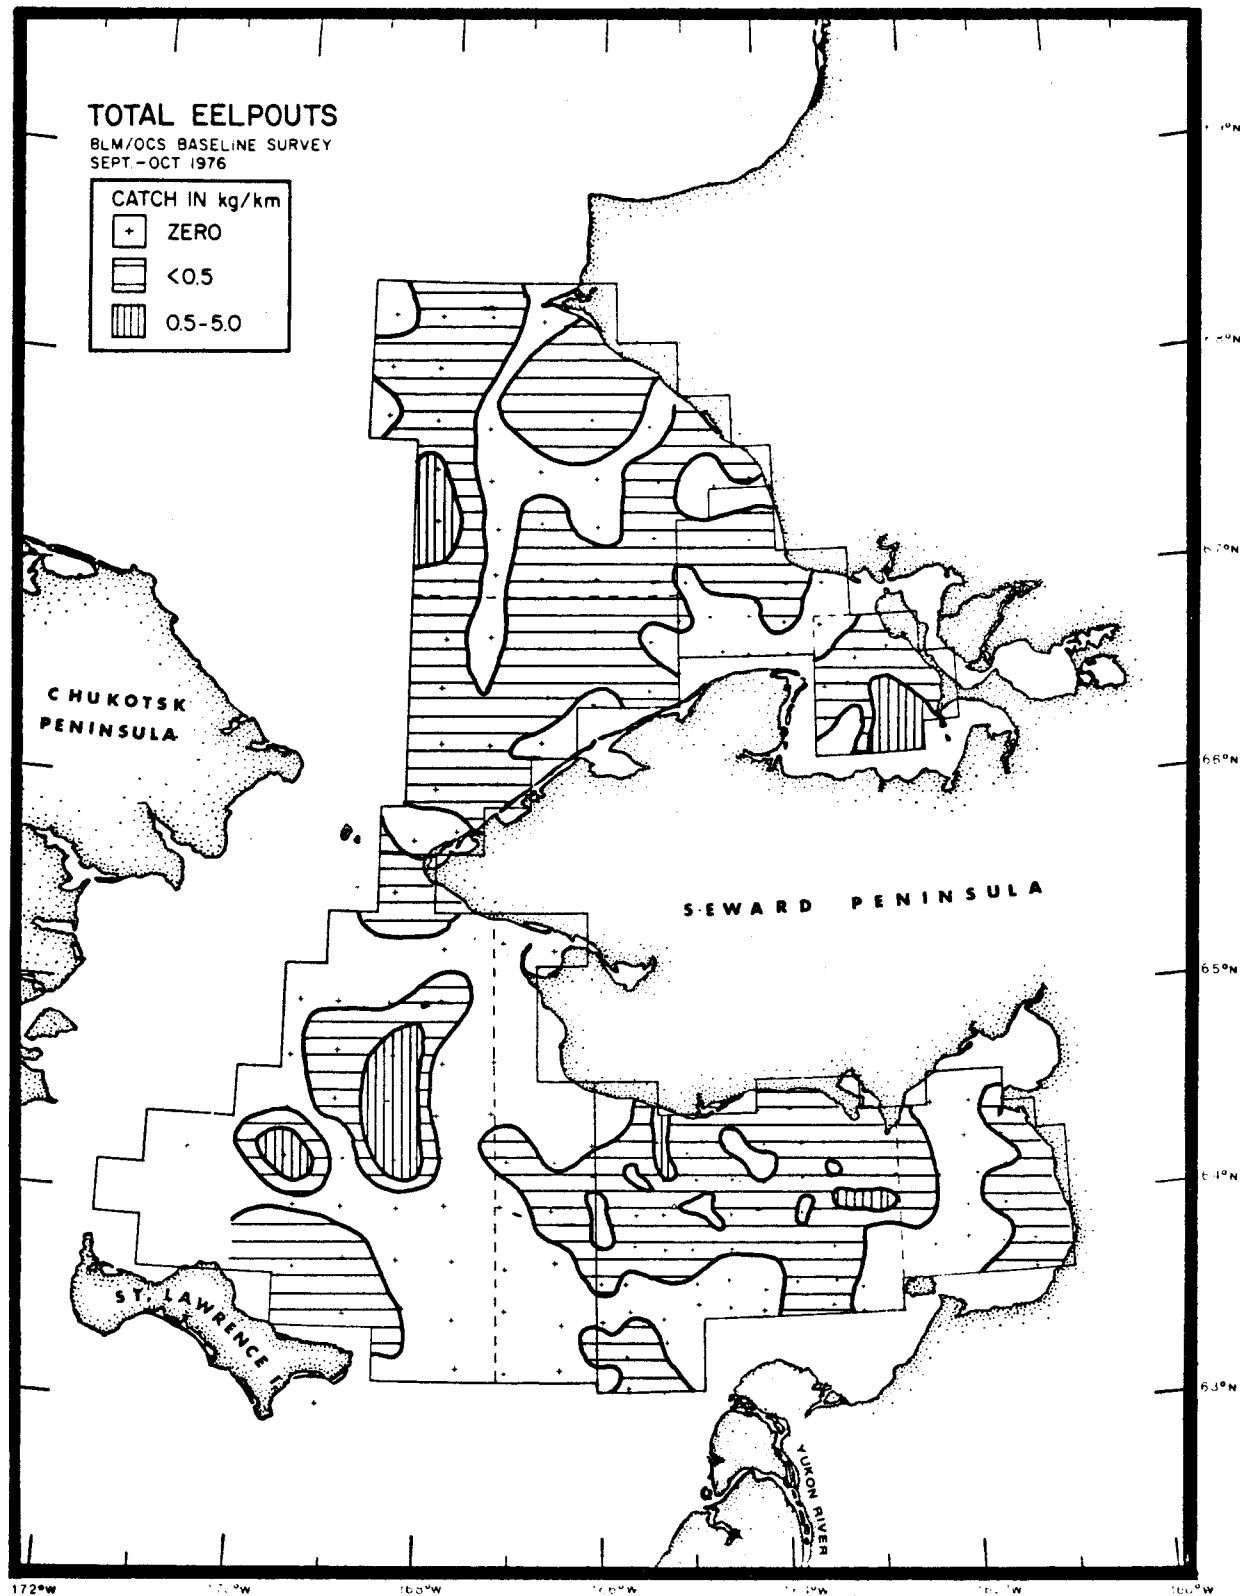 TOTAL EELPOUTS
BLM/OCS BASELINE SURVEY
SEPT.-OCT 1976
CATCH IN kg/km
+ ZERO
<0.5
0.5-5.0
68°N
67°N
CHUKOTSK
PENINSULA
66°N
SEWARD PENINSULA
65°N
64°N
ST. LAWRENCE I
63°N
YUKON RIVER
172°W
168°W
166°W